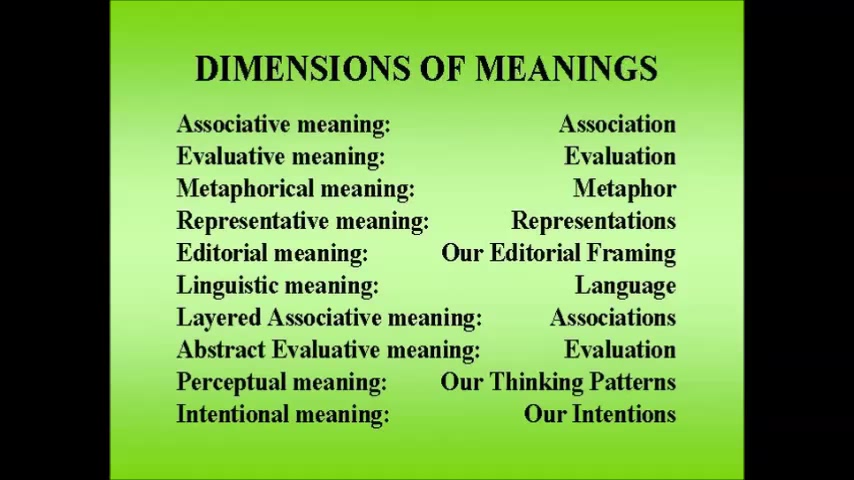 DIMENSIONS OF MEANINGS
Associative meaning: Association
Evaluative meaning: Evaluation
Metaphorical meaning: Metaphor
Representative meaning: Representations
Editorial meaning: Our Editorial Framing
Linguistic meaning: Language
Layered Associative meaning: Associations
Abstract Evaluative meaning: Evaluation
Perceptual meaning: Our Thinking Patterns
Intentional meaning: Our Intentions